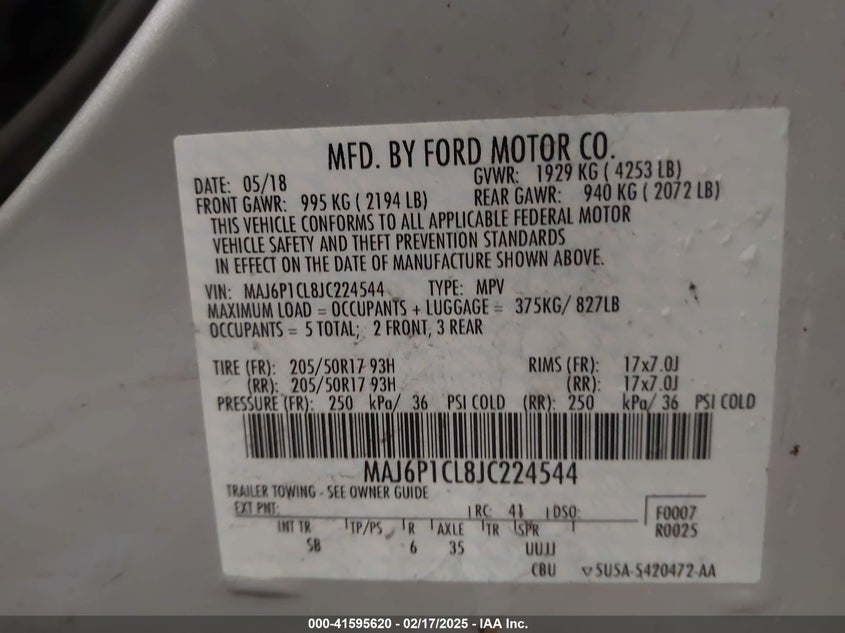 MFD. BY FORD MOTOR CO.
DATE: 05/18 GVWR: 1929 KG ( 4253 LB)
FRONT GAWR: 995 KG ( 2194 LB) REAR GAWR: 940 KG ( 2072 LB)
THIS VEHICLE CONFORMS TO ALL APPLICABLE FEDERAL MOTOR
VEHICLE SAFETY AND THEFT PREVENTION STANDARDS
IN EFFECT ON THE DATE OF MANUFACTURE SHOWN ABOVE.
VIN: MAJ6P1CL8JC224544 TYPE: MPV
MAXIMUM LOAD = OCCUPANTS + LUGGAGE = 375KG/ 827LB
OCCUPANTS = 5 TOTAL; 2 FRONT, 3 REAR
TIRE (FR): 205/50R17 93H RIMS (FR): 17x7.0J
(RR): 205/50R17 93H (RR): 17x7.0J
PRESSURE (FR): 250 kPa/ 36 PSI COLD (RR): 250 kPa/ 36 PSI COLD
MAJ6P1CL8JC224544
TRAILER TOWING - SEE OWNER GUIDE
EXT PNT: RC: 41 DSO: F0007
INT TR TP/PS R AXLE TR SPR R0025
SB 6 35 UUJJ
CBU SU5A-S420472-AA
000-41595620 - 02/17/2025 - IAA Inc.